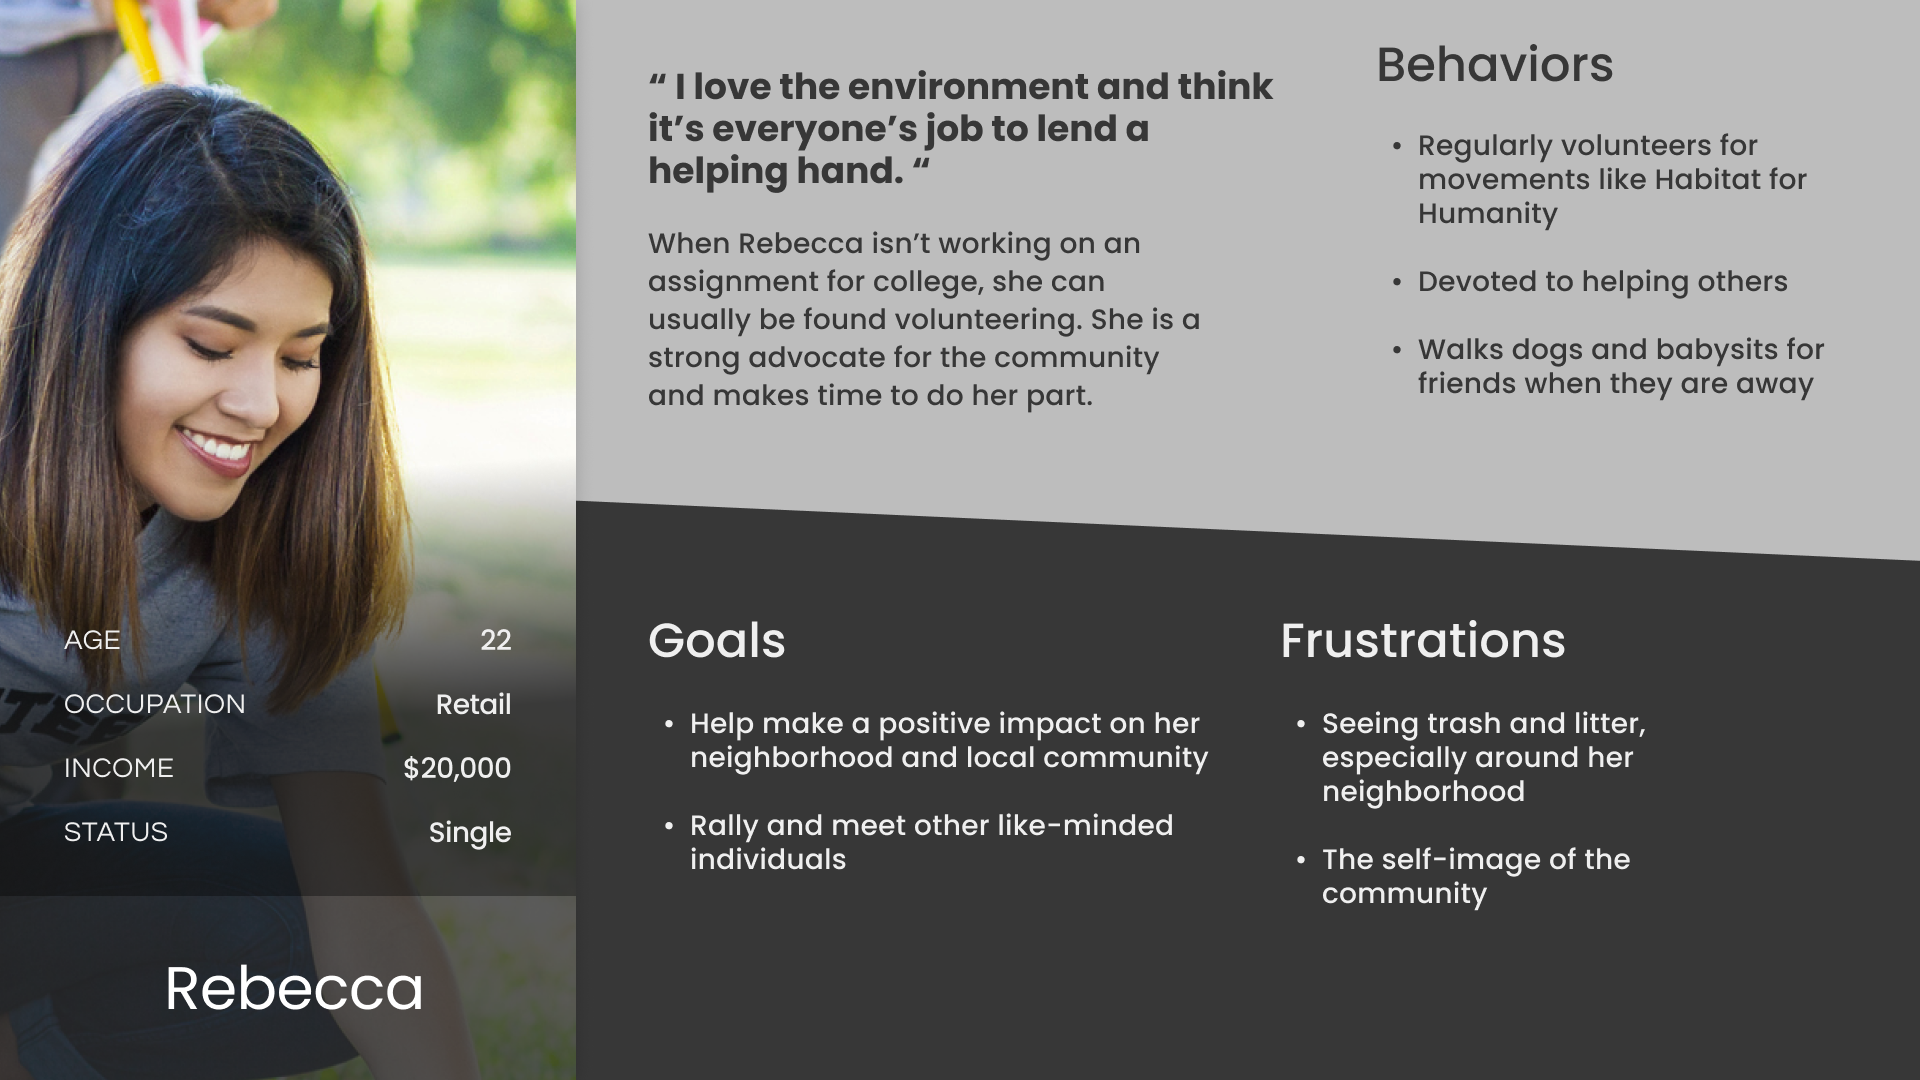 AGE 22
OCCUPATION Retail
INCOME $20,000
STATUS Single
Rebecca
“ I love the environment and think
it’s everyone’s job to lend a
helping hand. “
When Rebecca isn’t working on an
assignment for college, she can
usually be found volunteering. She is a
strong advocate for the community
and makes time to do her part.
Behaviors
• Regularly volunteers for
movements like Habitat for
Humanity
• Devoted to helping others
• Walks dogs and babysits for
friends when they are away
Goals
• Help make a positive impact on her
neighborhood and local community
• Rally and meet other like-minded
individuals
Frustrations
• Seeing trash and litter,
especially around her
neighborhood
• The self-image of the
community